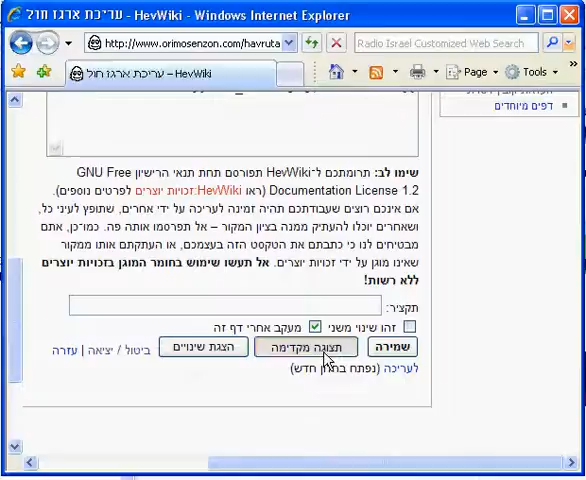 עריכת ארגז חול – HevWiki - Windows Internet Explorer
http://www.orimosenzon.com/havruta
Radio Israel Customized Web Search
עריכת ארגז חול – HevWiki
Page
Tools
דפים מיוחדים
שימו לב: תרומתכם ל־HevWiki תפורסם תחת תנאי הרישיון GNU Free
Documentation License 1.2 (ראו HevWiki:זכויות יוצרים לפרטים נוספים).
אם אינכם רוצים שעבודתכם תהיה זמינה לעריכה על ידי אחרים, שתופץ לעיני כל,
ושאחרים יוכלו להעתיק ממנה בציון המקור – אל תפרסמו אותה פה. כמו־כן, אתם
מבטיחים לנו כי כתבתם את הטקסט הזה בעצמכם, או העתקתם אותו ממקור
שאינו מוגן על ידי זכויות יוצרים. אל תעשו שימוש בחומר המוגן בזכויות יוצרים
ללא רשות!
תקציר:
זהו שינוי משני מעקב אחרי דף זה
שמירה תצוגה מקדימה הצגת שינויים ביטול / יציאה | עזרה
לעריכה (נפתח בחלון חדש)